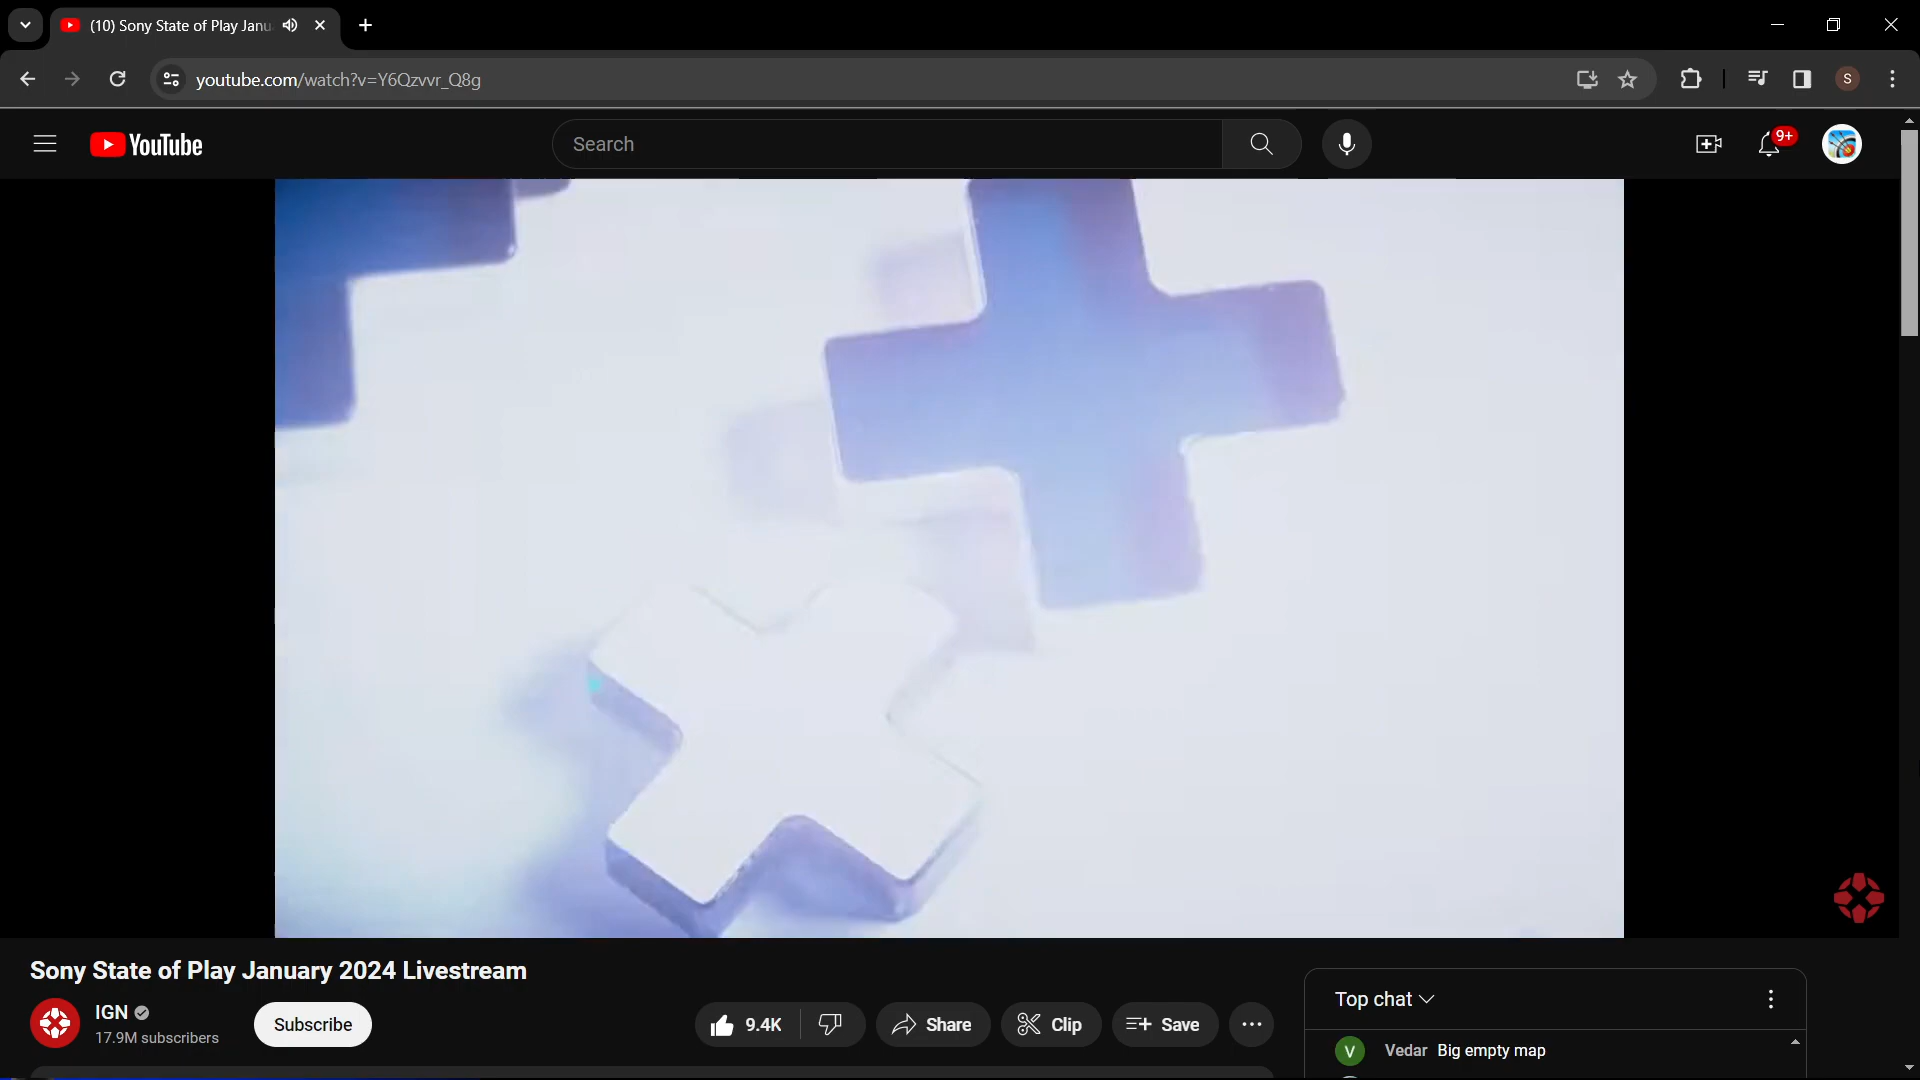 (10) Sony State of Play Janu
youtube.com/watch?v=Y6Qzvvr_Q8g
S
YouTube
Search
9+
Sony State of Play January 2024 Livestream
IGN
17.9M subscribers
Subscribe
9.4K
Share
Clip
Save
Top chat
V
Vedar Big empty map